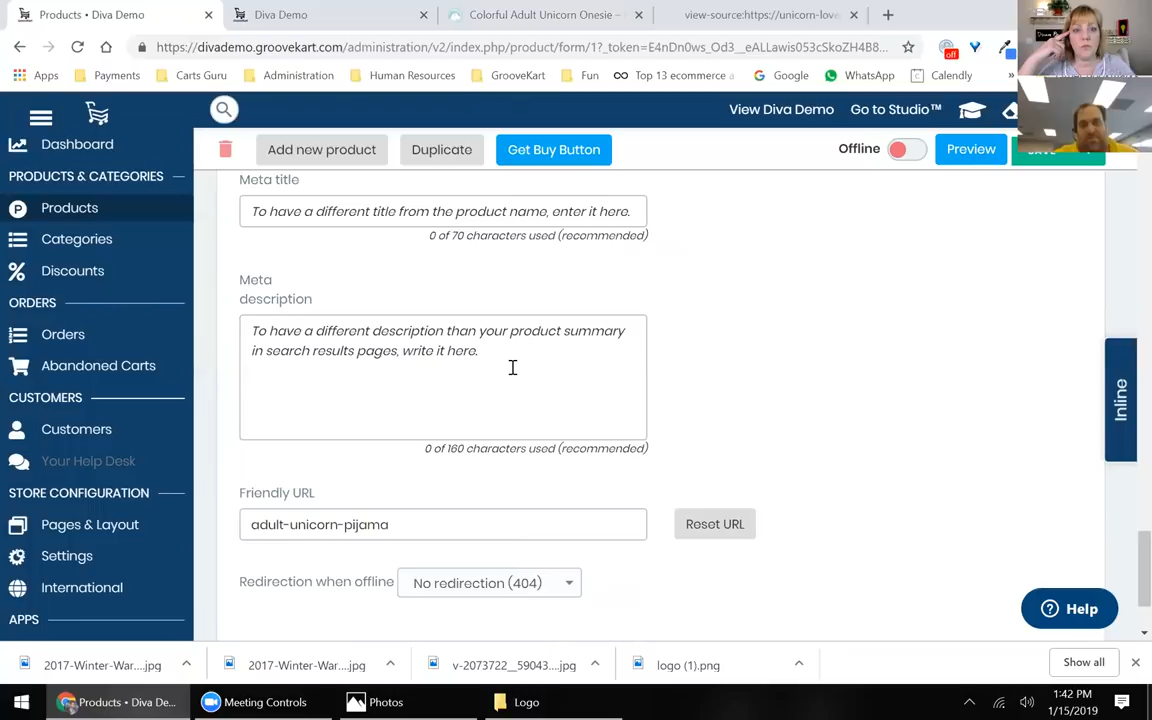 Products • Diva Demo
Diva Demo
Colorful Adult Unicorn Onesie –
view-source:https://unicorn-love
https://divademo.groovekart.com/administration/v2/index.php/product/form/1?_token=E4nDn0ws_Od3__eALLawis053cSkoZH4B8...
off
Apps
Payments
Carts Guru
Administration
Human Resources
GrooveKart
Fun
Top 13 ecommerce a
Google
WhatsApp
Calendly
»
View Diva Demo
Go to Studio™
Add new product
Duplicate
Get Buy Button
Offline
Preview
Dashboard
PRODUCTS & CATEGORIES
Products
Categories
Discounts
ORDERS
Orders
Abandoned Carts
CUSTOMERS
Customers
Your Help Desk
STORE CONFIGURATION
Pages & Layout
Settings
International
APPS
Meta title
To have a different title from the product name, enter it here.
0 of 70 characters used (recommended)
Meta
description
To have a different description than your product summary
in search results pages, write it here.
0 of 160 characters used (recommended)
Friendly URL
adult-unicorn-pijama
Reset URL
Redirection when offline
No redirection (404)
Inline
Help
2017-Winter-War....jpg
2017-Winter-War....jpg
v-2073722__59043....jpg
logo (1).png
Show all
Products • Diva De...
Meeting Controls
Photos
Logo
1:42 PM
1/15/2019